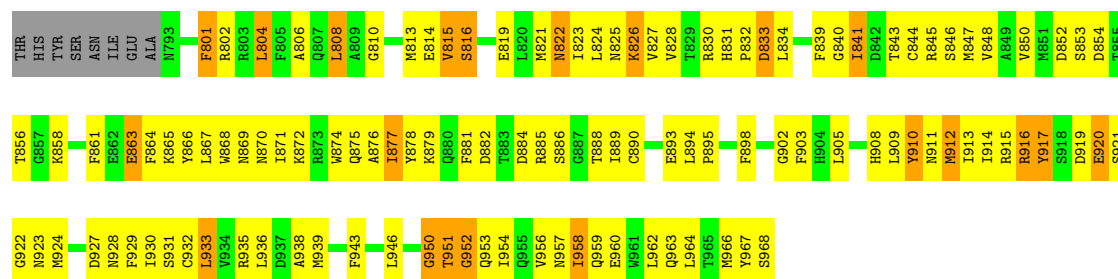 THR HIS TYR SER ASN ILE GLU ALA N793 F801 R802 R803 L804 F805 A806 Q807 L808 A809 G810 M813 E814 V815 S816 E819 L820 M821 N822 I823 L824 N825 K826 V827 V828 T829 R830 H831 P832 D833 L834 F839 G840 I841 D842 T843 C844 R845 S846 M847 V848 A849 V850 M851 D852 S853 D854 T855
T856 G857 K858 F861 E862 E863 F864 K865 Y866 L867 W868 N869 N870 I871 K872 R873 W874 Q875 A876 I877 Y878 K879 Q880 F881 D882 T883 D884 R885 S886 G887 T888 I889 C890 E893 L894 P895 F898 G902 F903 H904 L905 H908 L909 Y910 N911 M912 I913 I914 R915 R916 Y917 S918 D919 E920 S921
G922 N923 M924 D927 N928 F929 I930 S931 C932 L933 V934 R935 L936 D937 A938 M939 F943 L946 G950 T951 G952 Q953 I954 Q955 V956 N957 I958 Q959 E960 W961 L962 Q963 L964 T965 M966 Y967 S968